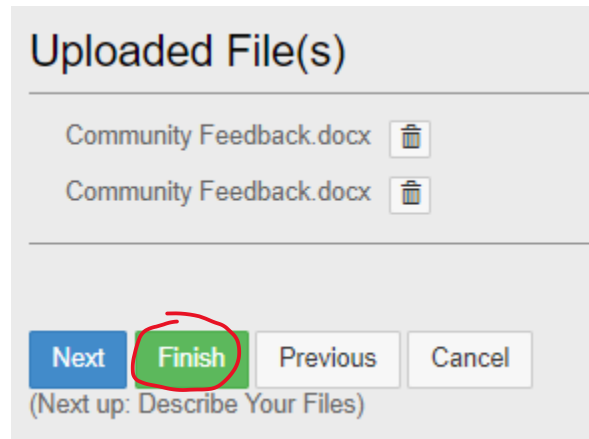 Uploaded File(s)
Community Feedback.docx
Community Feedback.docx
Next Finish Previous Cancel
(Next up: Describe Your Files)